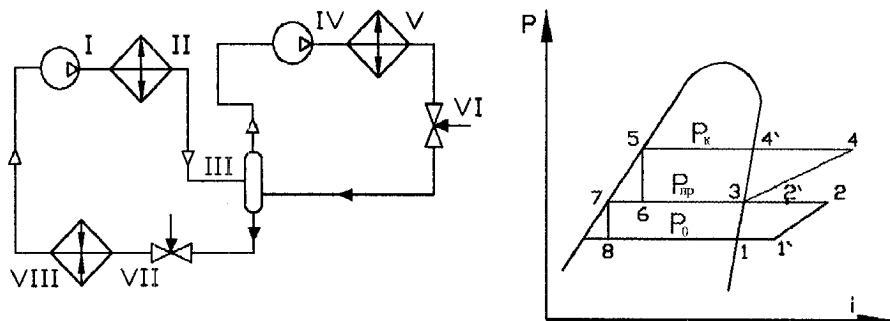 I II IV V
VI
III
VIII VII
P
5 Pк 4' 4
7 Pпр 3 2' 2
6
P0
8 1 1'
i